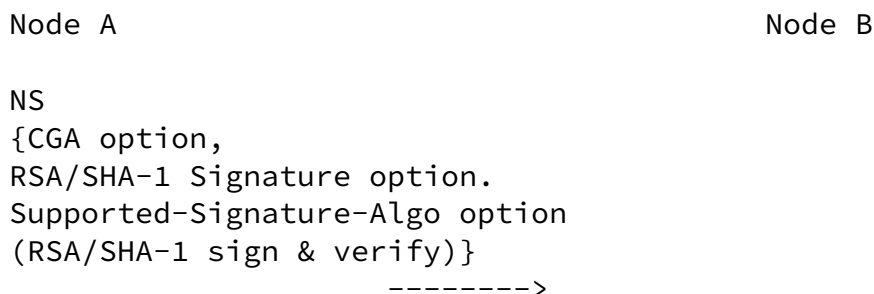 Node A                                        Node B
NS
{CGA option,
RSA/SHA-1 Signature option.
Supported-Signature-Algo option
(RSA/SHA-1 sign & verify)}
-------->